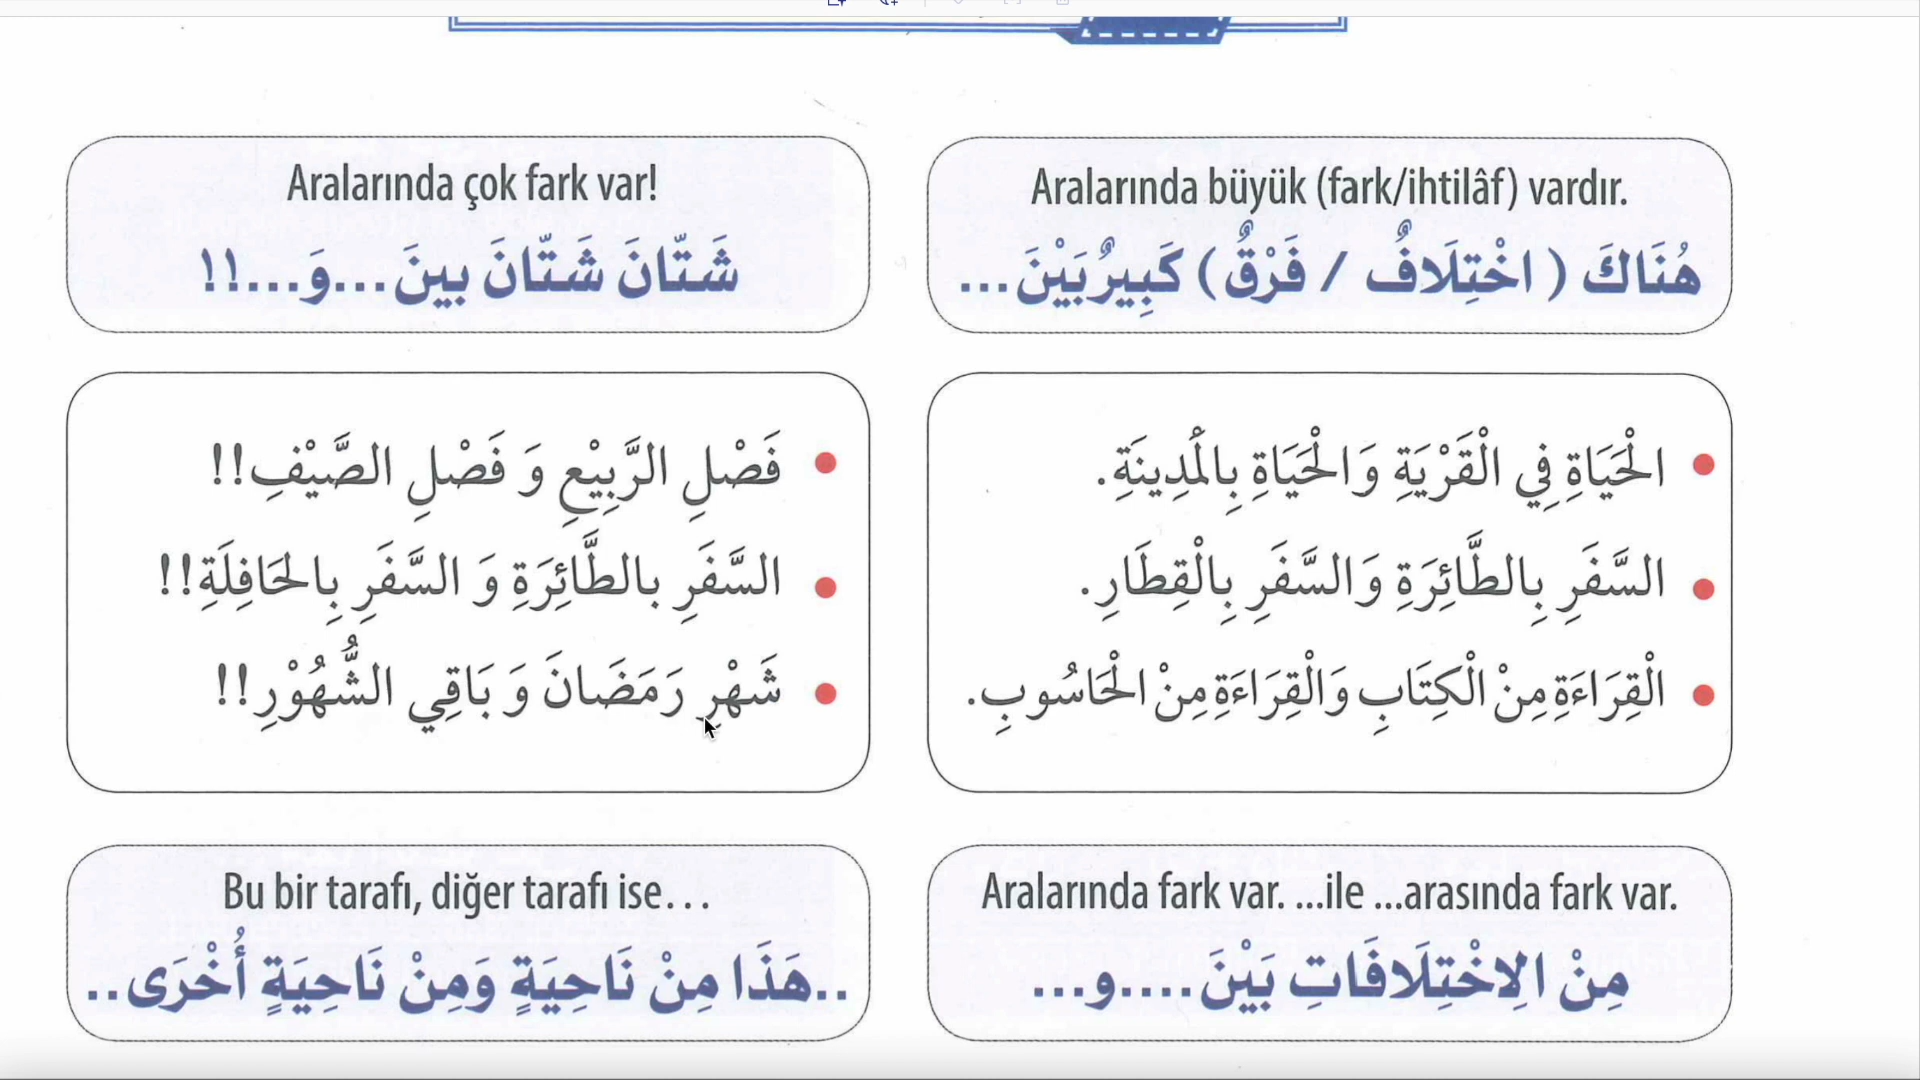 Aralarında büyük (fark/ihtilâf) vardır.
هُنَاكَ ( اخْتِلَافٌ / فَرْقٌ ) كَبِيرٌ بَيْنَ...
الْحَيَاةِ فِي الْقَرْيَةِ وَالْحَيَاةِ بِالْمَدِينَةِ.
السَّفَرِ بِالطَّائِرَةِ وَالسَّفَرِ بِالْقِطَارِ.
الْقِرَاءَةِ مِنْ الْكِتَابِ وَالْقِرَاءَةِ مِنْ الْحَاسُوبِ.
Aralarında çok fark var!
شَتّانَ شَتّانَ بينَ...وَ...!!
فَصْلِ الرَّبِيْعِ وَ فَصْلِ الصَّيْفِ!!
السَّفَرِ بالطَّائِرَةِ وَ السَّفَرِ بِالحَافِلَةِ!!
شَهْرِ رَمَضَانَ وَ بَاقِي الشُّهُوْرِ!!
Aralarında fark var. ...ile ...arasında fark var.
مِنْ الِاخْتِلَافَاتِ بَيْنَ....و...
Bu bir tarafı, diğer tarafı ise...
..هَذَا مِنْ نَاحِيَةٍ وَمِنْ نَاحِيَةٍ أُخْرَى..